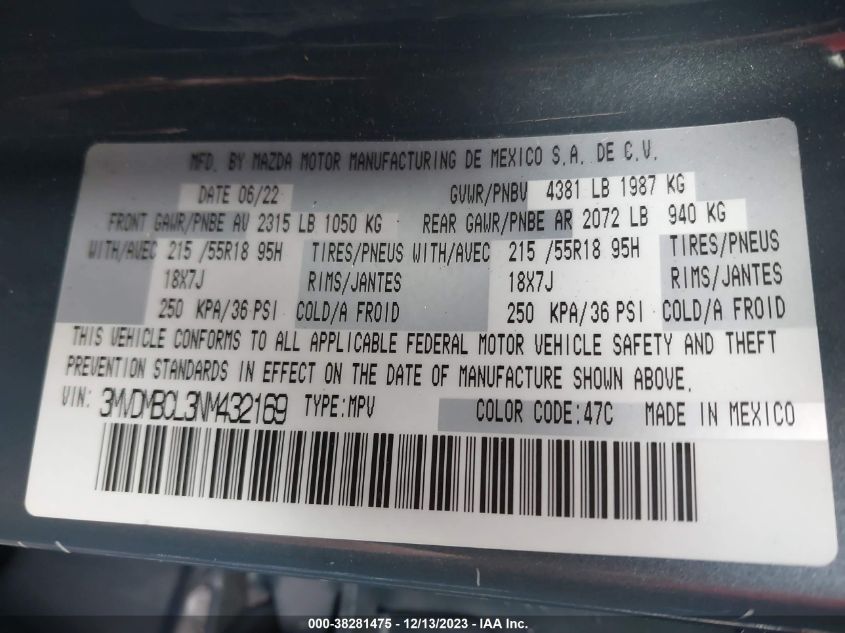 MFD. BY MAZDA MOTOR MANUFACTURING DE MEXICO S.A. DE C.V.
DATE 06/22 GVWR/PNBV 4381 LB 1987 KG
FRONT GAWR/PNBE AV 2315 LB 1050 KG REAR GAWR/PNBE AR 2072 LB 940 KG
WITH/AVEC 215 /55R18 95H TIRES/PNEUS WITH/AVEC 215 /55R18 95H TIRES/PNEUS
18X7J RIMS/JANTES 18X7J RIMS/JANTES
250 KPA/36 PSI COLD/A FROID 250 KPA/36 PSI COLD/A FROID
THIS VEHICLE CONFORMS TO ALL APPLICABLE FEDERAL MOTOR VEHICLE SAFETY AND THEFT
PREVENTION STANDARDS IN EFFECT ON THE DATE OF MANUFACTURE SHOWN ABOVE.
VIN: 3MVDMBCL3NM432169 TYPE:MPV COLOR CODE:47C MADE IN MEXICO
000-38281475 - 12/13/2023 - IAA Inc.